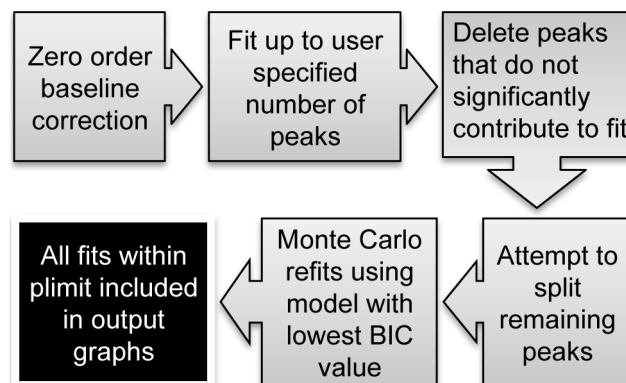 Zero order
baseline
correction
Fit up to user
specified
number of
peaks
Delete peaks
that do not
significantly
contribute to fit
Attempt to
split
remaining
peaks
Monte Carlo
refits using
model with
lowest BIC
value
All fits within
plimit included
in output
graphs